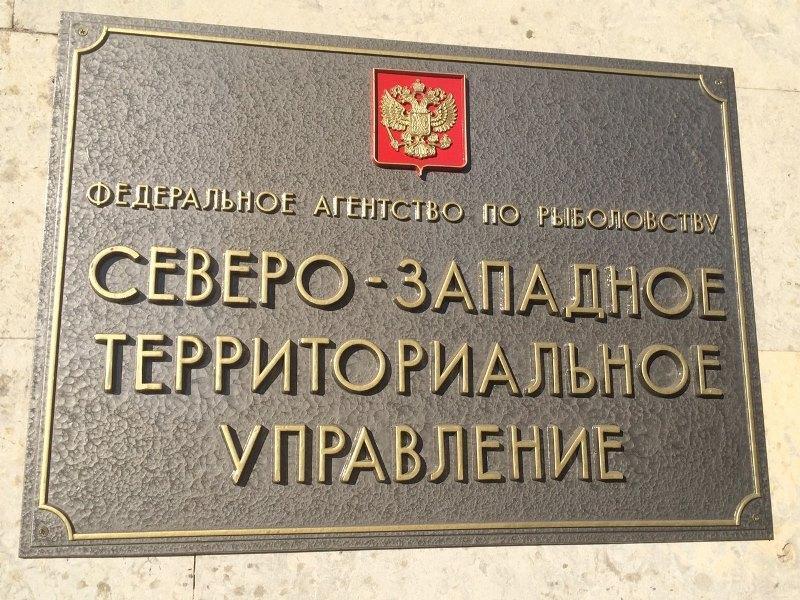 ФЕДЕРАЛЬНОЕ АГЕНТСТВО ПО РЫБОЛОВСТВУ
СЕВЕРО-ЗАПАДНОЕ
ТЕРРИТОРИАЛЬНОЕ
УПРАВЛЕНИЕ